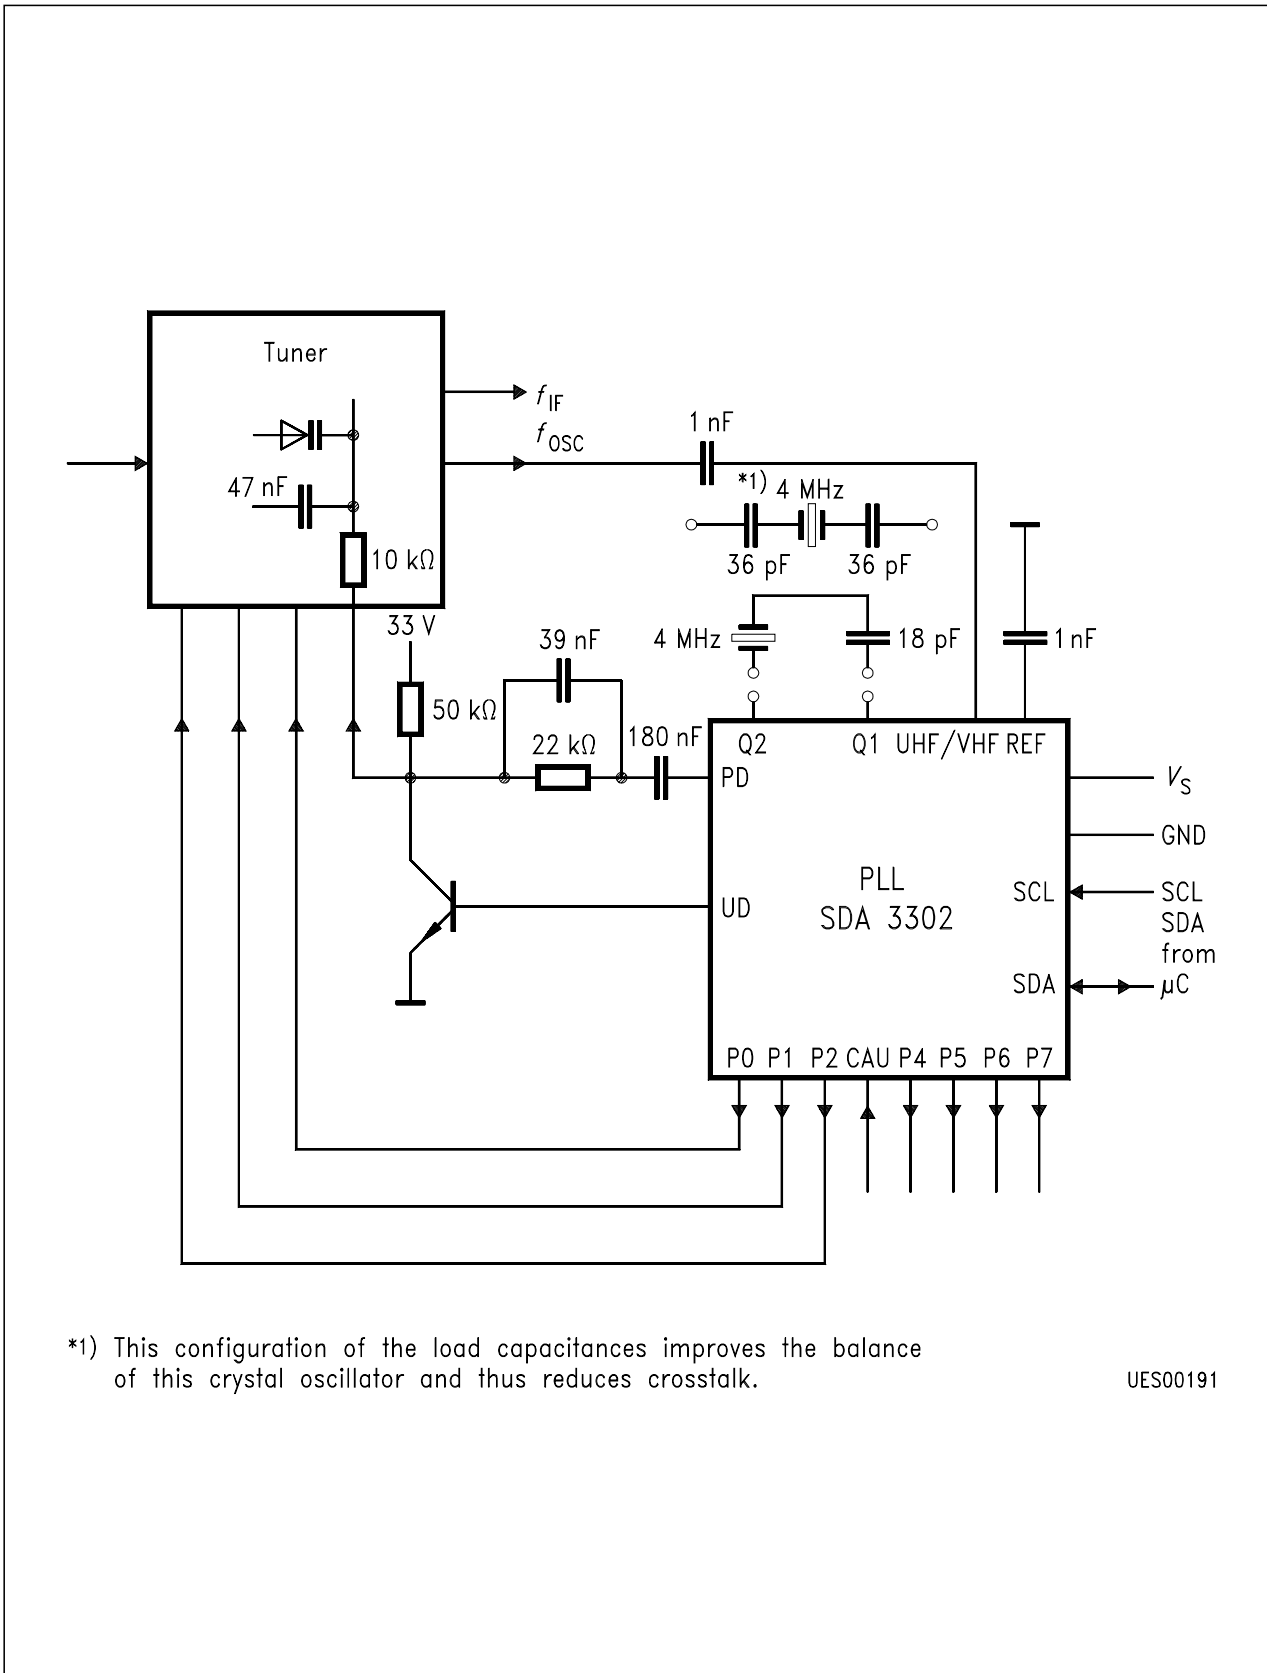 Tuner
f IF
f OSC
1 nF
47 nF
*1) 4 MHz
10 kΩ
36 pF
36 pF
33 V
39 nF
4 MHz
18 pF
1 nF
50 kΩ
22 kΩ
180 nF
Q2
Q1
UHF/VHF
REF
PD
VS
GND
PLL
SDA 3302
SCL
SCL
UD
SDA
from
SDA
µC
P0
P1
P2
CAU
P4
P5
P6
P7
*1) This configuration of the load capacitances improves the balance
of this crystal oscillator and thus reduces crosstalk.
UES00191